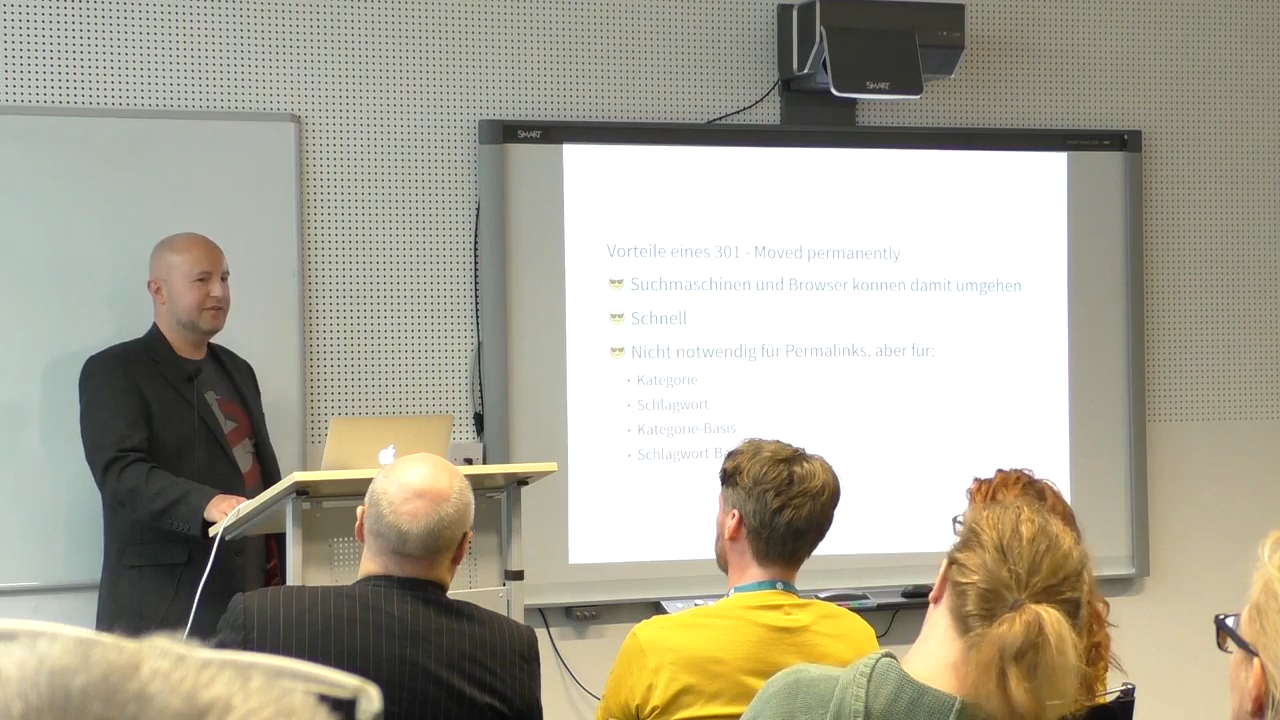 SMART
SMART
Vorteile eines 301 - Moved permanently
😎 Suchmaschinen und Browser können damit umgehen
😎 Schnell
😎 Nicht notwendig für Permalinks, aber für:
• Kategorie
• Schlagwort
• Kategorie-Basis
• Schlagwort